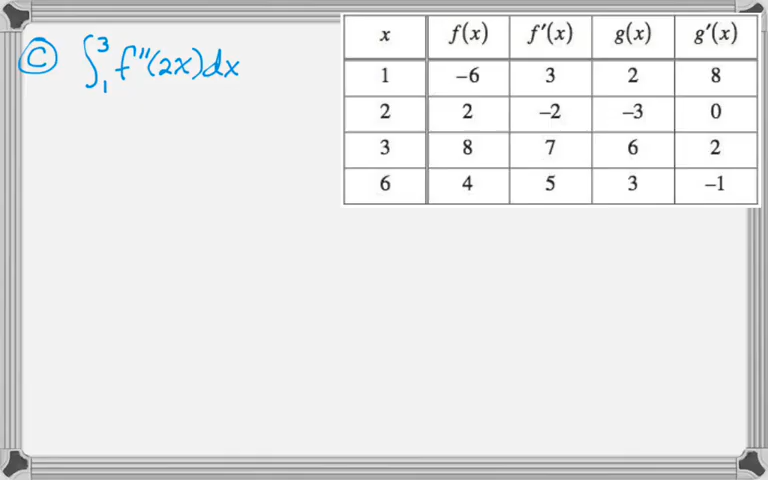 Ⓒ ∫₁³ f''(2x)dx
x f(x) f'(x) g(x) g'(x)
1 –6 3 2 8
2 2 –2 –3 0
3 8 7 6 2
6 4 5 3 –1